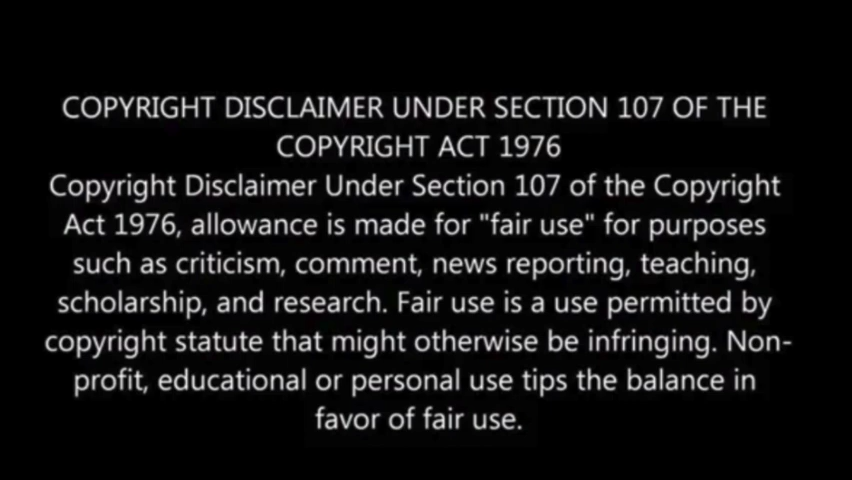 COPYRIGHT DISCLAIMER UNDER SECTION 107 OF THE
COPYRIGHT ACT 1976
Copyright Disclaimer Under Section 107 of the Copyright
Act 1976, allowance is made for "fair use" for purposes
such as criticism, comment, news reporting, teaching,
scholarship, and research. Fair use is a use permitted by
copyright statute that might otherwise be infringing. Non-
profit, educational or personal use tips the balance in
favor of fair use.